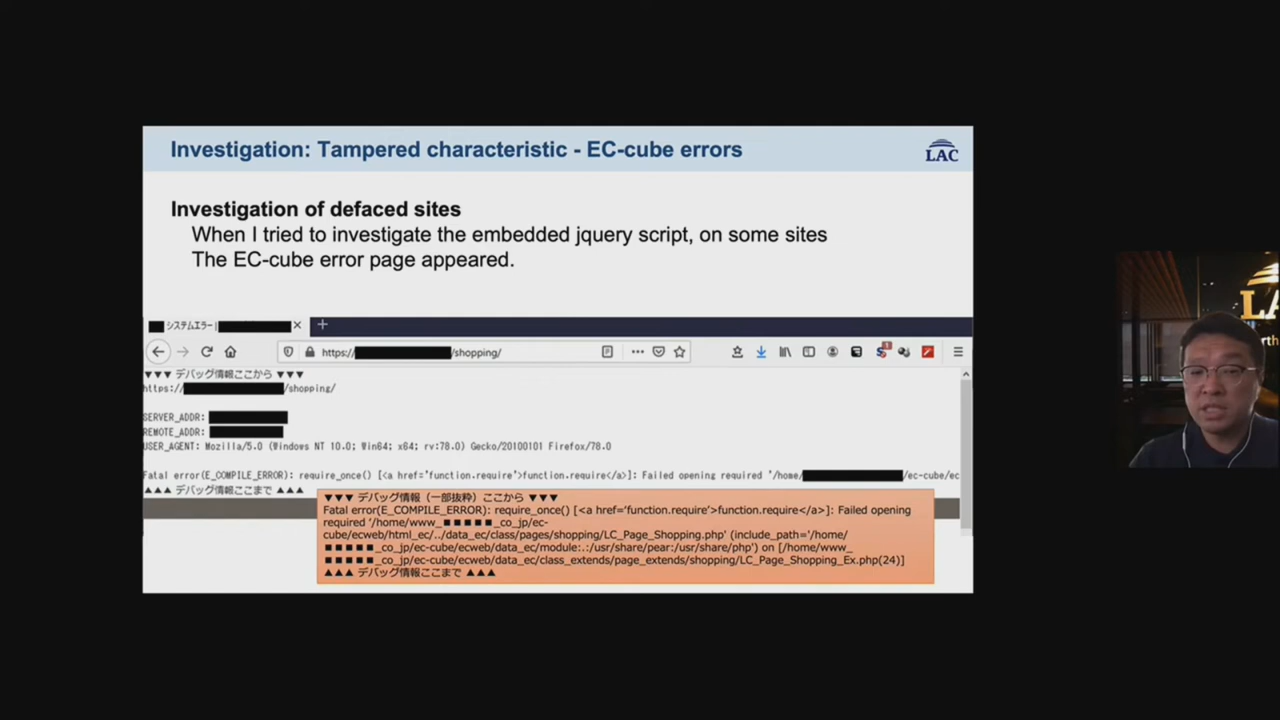 Investigation: Tampered characteristic - EC-cube errors
LAC
Investigation of defaced sites
When I tried to investigate the embedded jquery script, on some sites
The EC-cube error page appeared.
システムエラー |
https:// /shopping/
▼▼▼ デバッグ情報ここから ▼▼▼
https:// /shopping/
SERVER_ADDR:
REMOTE_ADDR:
USER_AGENT: Mozilla/5.0 (Windows NT 10.0; Win64; x64; rv:78.0) Gecko/20100101 Firefox/78.0
Fatal error(E_COMPILE_ERROR): require_once() [<a href='function.require'>function.require</a>]: Failed opening required '/home/ /ec-cube/ec
▲▲▲ デバッグ情報ここまで ▲▲▲
▼▼▼ デバッグ情報（一部抜粋）ここから ▼▼▼
Fatal error(E_COMPILE_ERROR): require_once() [<a href='function.require'>function.require</a>]: Failed opening
required '/home/www_■■■■■_co_jp/ec-
cube/ecweb/html_ec/../data_ec/class/pages/shopping/LC_Page_Shopping.php' (include_path='/home/
■■■■■_co_jp/ec-cube/ecweb/data_ec/module:.:/usr/share/pear:/usr/share/php') on [/home/www_
■■■■■_co_jp/ec-cube/ecweb/data_ec/class_extends/page_extends/shopping/LC_Page_Shopping_Ex.php(24)]
▲▲▲ デバッグ情報ここまで ▲▲▲